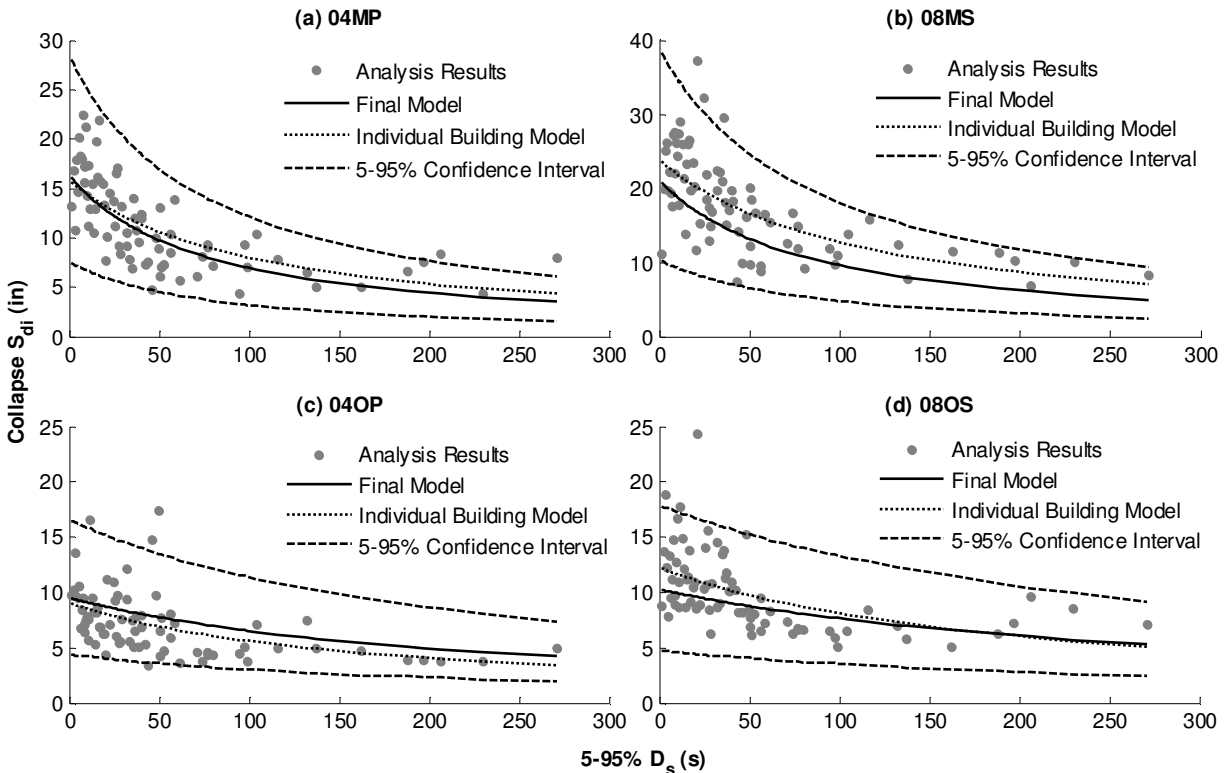 (a) 04MP
30
25
20
15
10
5
0
0 50 100 150 200 250 300
Analysis Results
Final Model
Individual Building Model
5-95% Confidence Interval
(b) 08MS
40
30
20
10
0
0 50 100 150 200 250 300
Analysis Results
Final Model
Individual Building Model
5-95% Confidence Interval
Collapse S_di (in)
(c) 04OP
25
20
15
10
5
0
0 50 100 150 200 250 300
Analysis Results
Final Model
Individual Building Model
5-95% Confidence Interval
(d) 08OS
25
20
15
10
5
0
0 50 100 150 200 250 300
Analysis Results
Final Model
Individual Building Model
5-95% Confidence Interval
5-95% D_s (s)